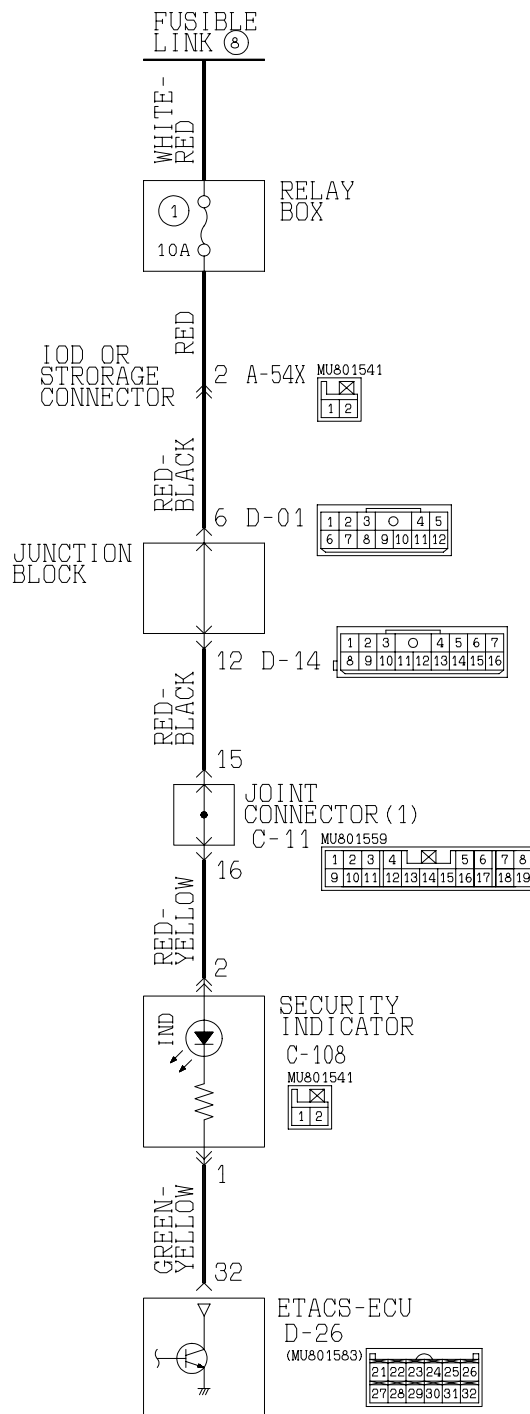 FUSIBLE
LINK ⑧
WHITE-
RED
① 
10A
RELAY
BOX
RED
IOD OR
STRORAGE
CONNECTOR
2 A-54X MU801541
1 2
RED-
BLACK
6 D-01
1 2 3 4 5
6 7 8 9 10 11 12
JUNCTION
BLOCK
12 D-14
1 2 3 4 5 6 7
8 9 10 11 12 13 14 15 16
RED-
BLACK
15
JOINT
CONNECTOR(1)
C-11 MU801559
1 2 3 4 5 6 7 8
9 10 11 12 13 14 15 16 17 18 19
16
RED-
YELLOW
2
IND
SECURITY
INDICATOR
C-108
MU801541
1 2
1
GREEN-
YELLOW
32
ETACS-ECU
D-26
(MU801583)
21 22 23 24 25 26
27 28 29 30 31 32